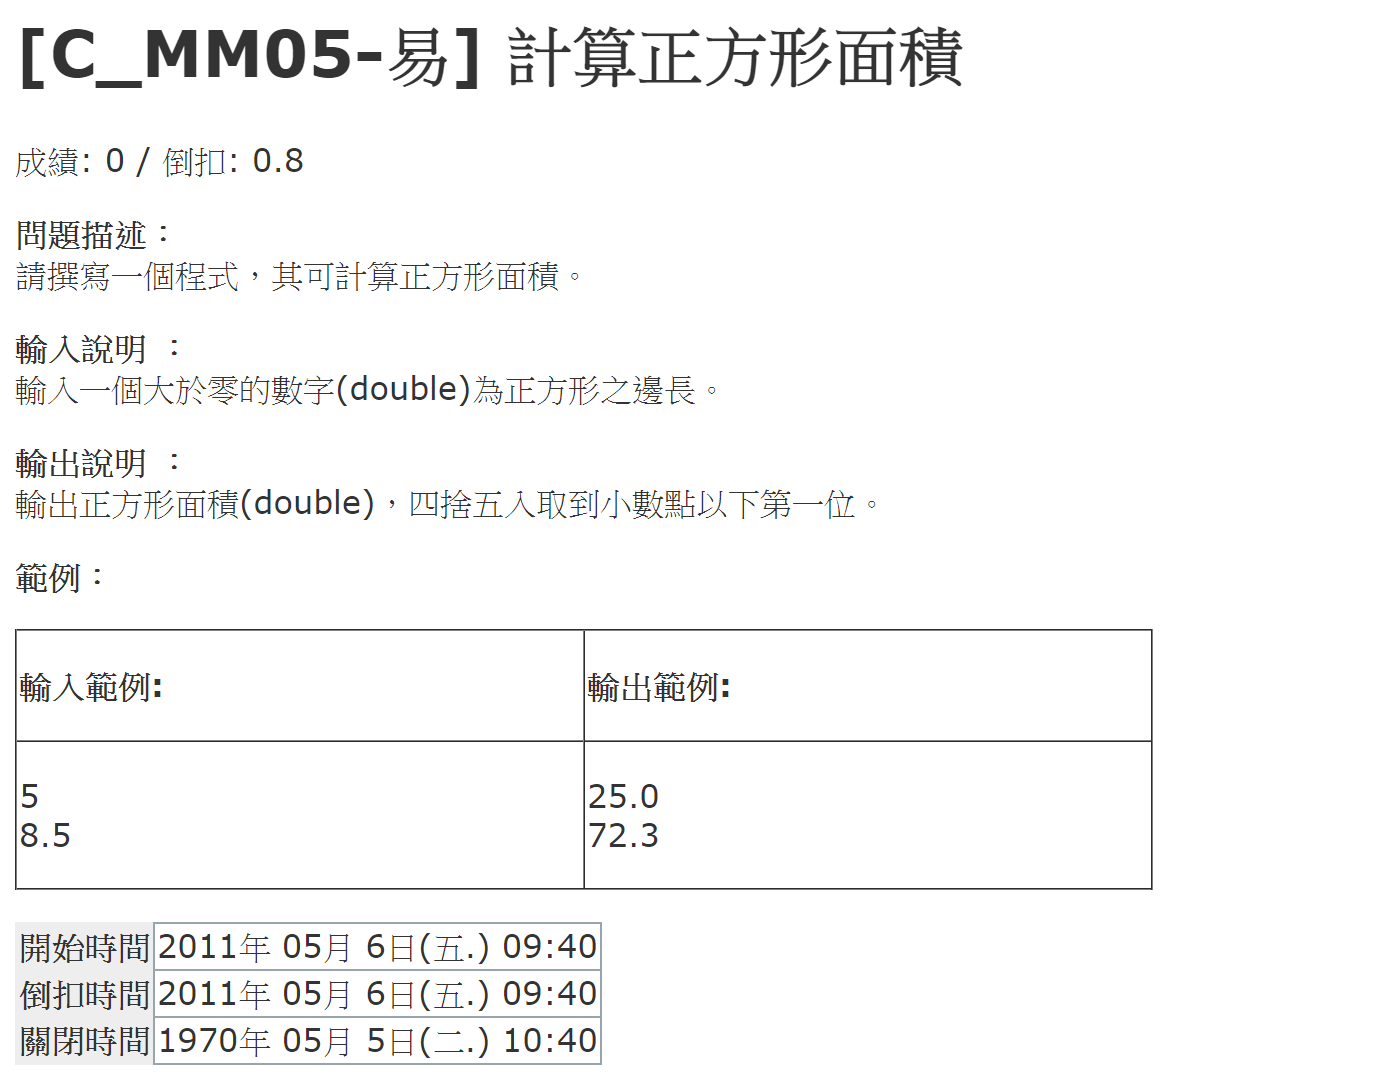 [C_MM05-易] 計算正方形面積
成績: 0 / 倒扣: 0.8
問題描述：
請撰寫一個程式，其可計算正方形面積。
輸入說明 ：
輸入一個大於零的數字(double)為正方形之邊長。
輸出說明 ：
輸出正方形面積(double)，四捨五入取到小數點以下第一位。
範例：
輸入範例:
輸出範例:
5
8.5
25.0
72.3
開始時間 2011年 05月 6日(五.) 09:40
倒扣時間 2011年 05月 6日(五.) 09:40
關閉時間 1970年 05月 5日(二.) 10:40